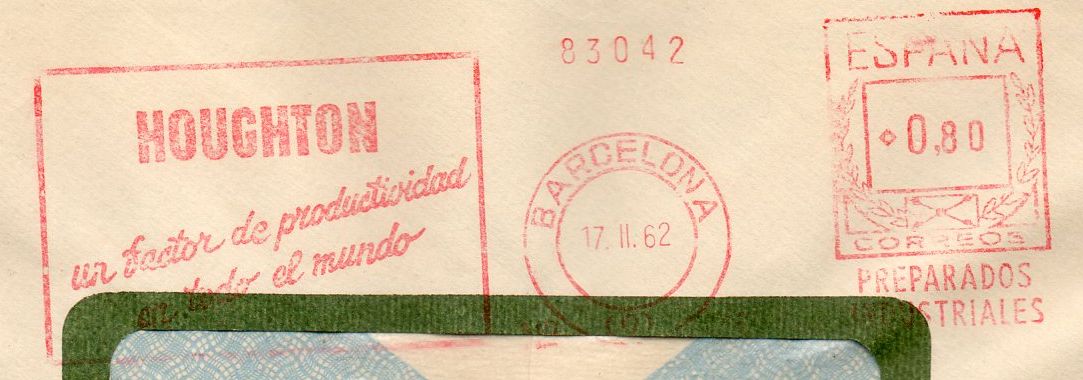 HOUGHTON
un factor de productividad
en todo el mundo
83042
BARCELONA
17. II. 62
ESPAÑA
0,80
CORREOS
PREPARADOS
INDUSTRIALES